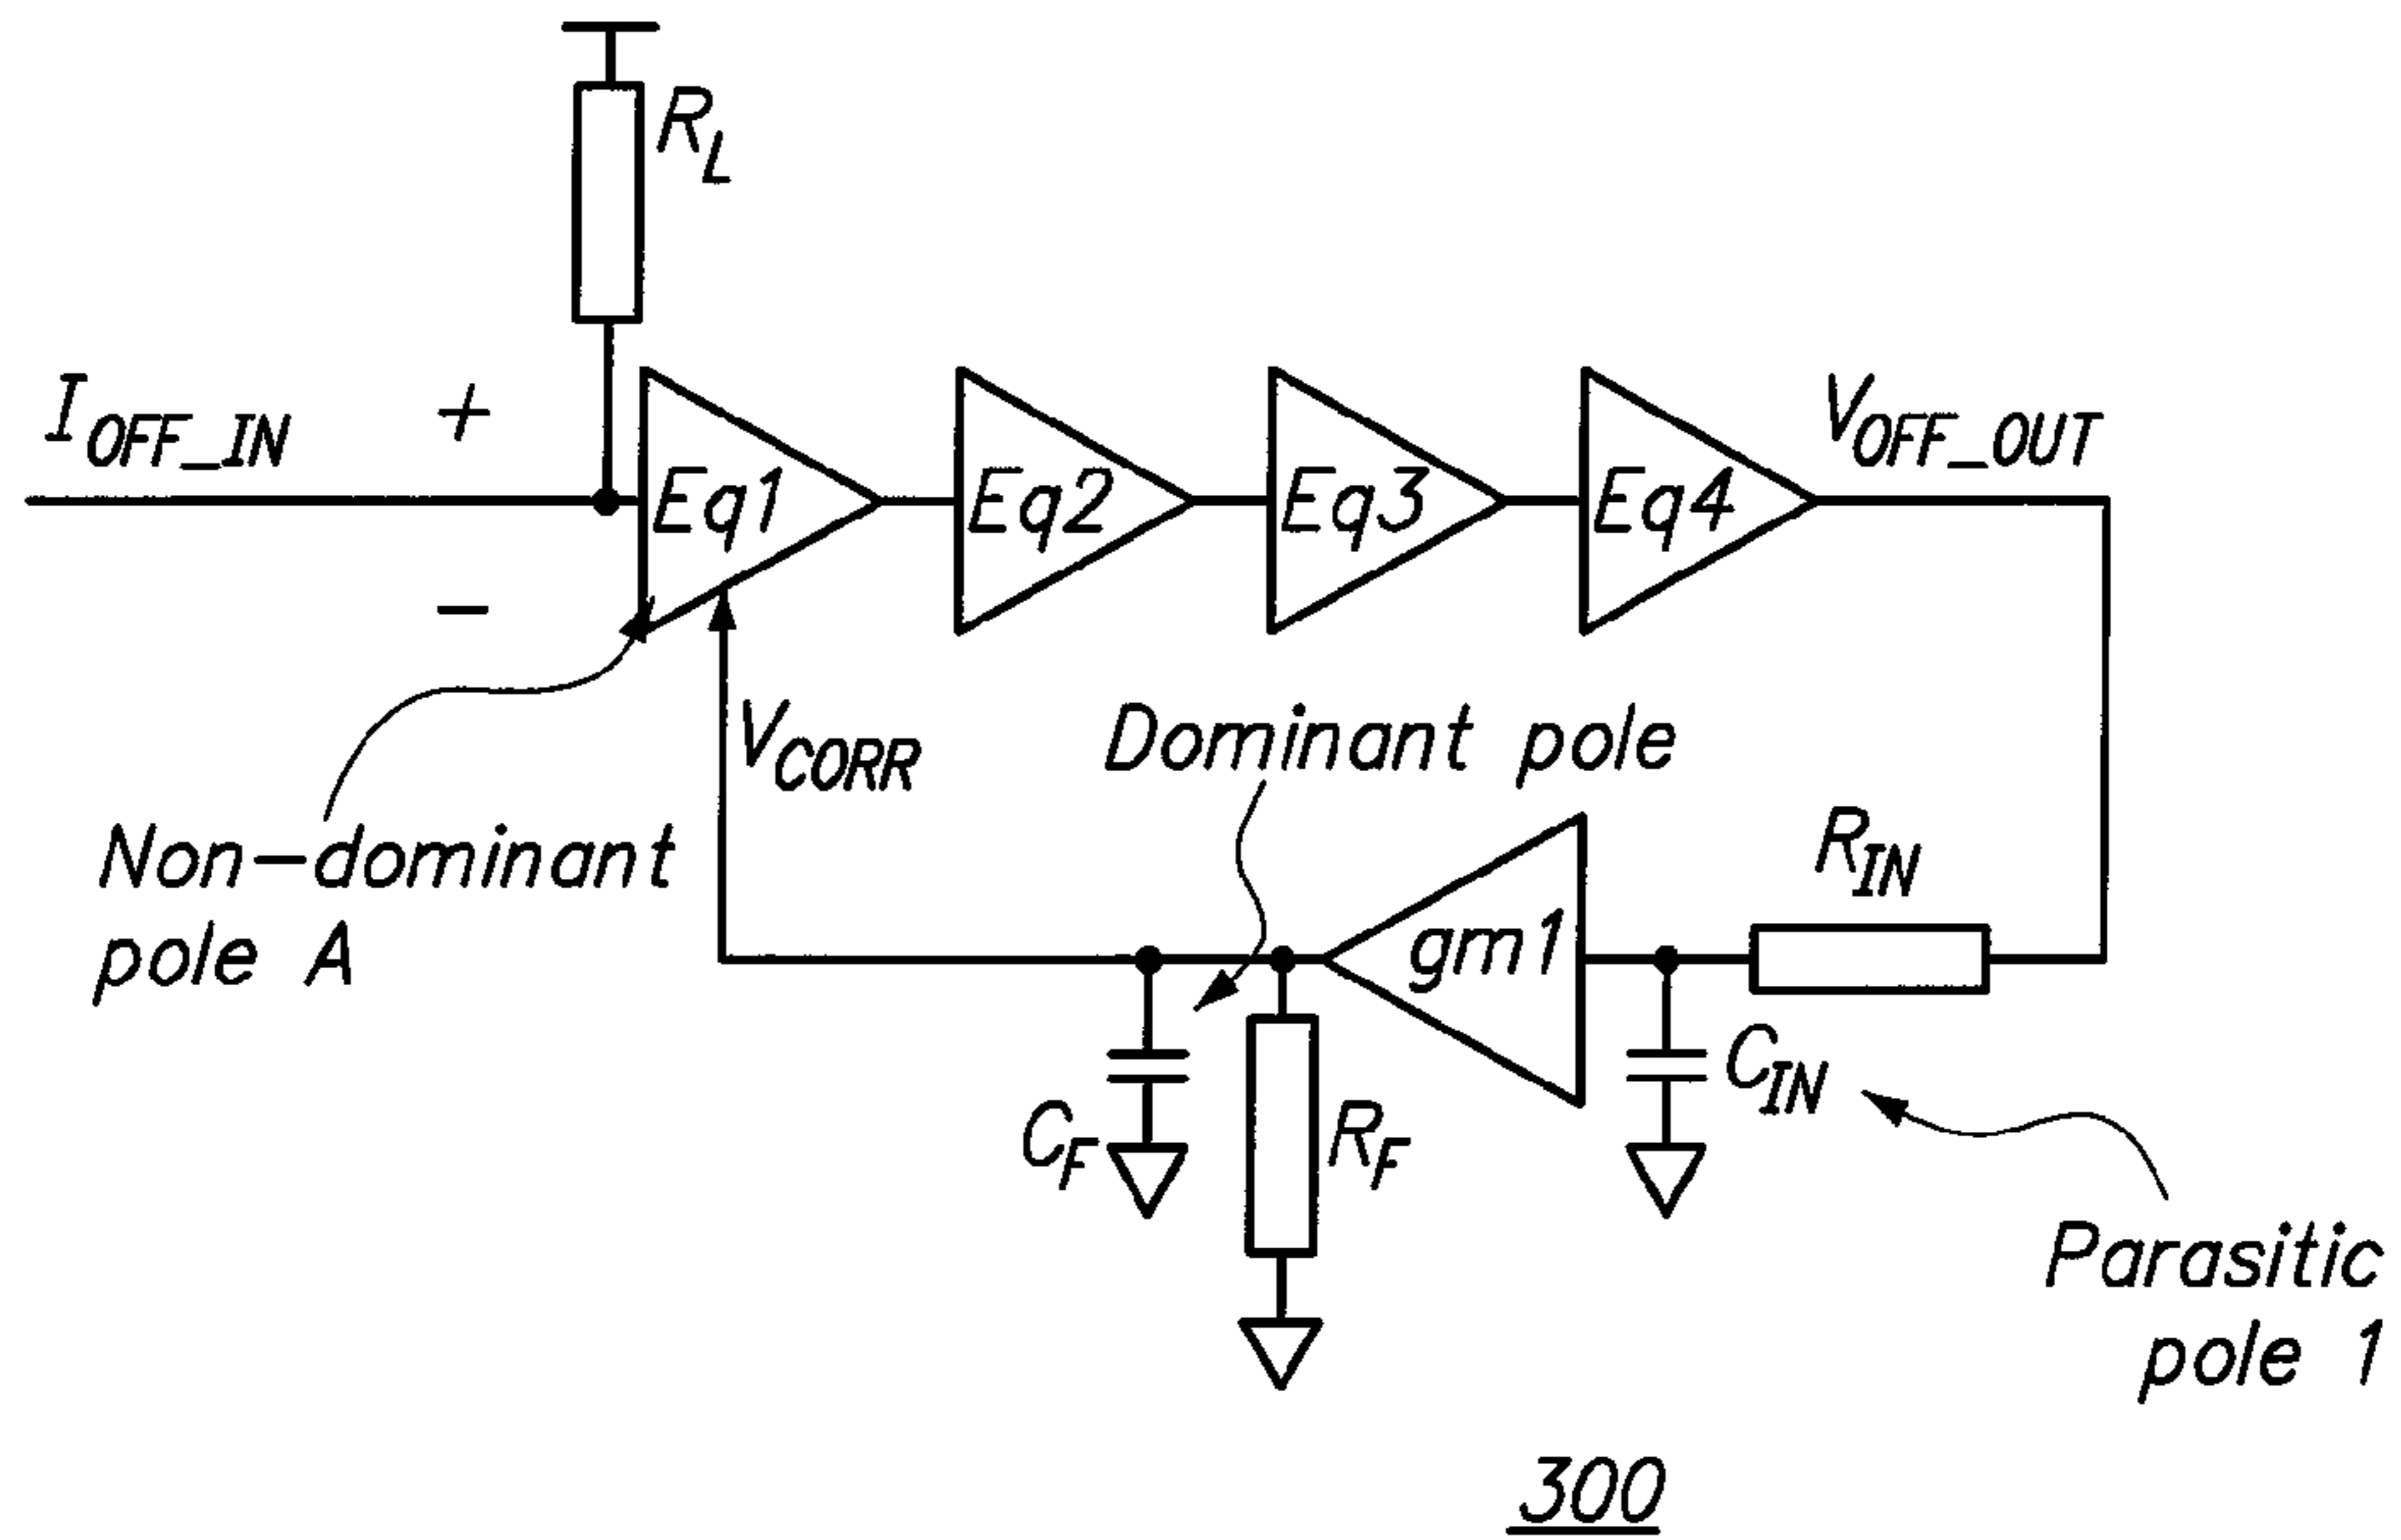 R_L
I_OFF_IN
+
Eq1
Eq2
Eq3
Eq4
V_OFF_OUT
−
V_CORR
Dominant pole
Non-dominant
pole A
R_IN
gm1
C_IN
C_F
R_F
Parasitic
pole 1
300